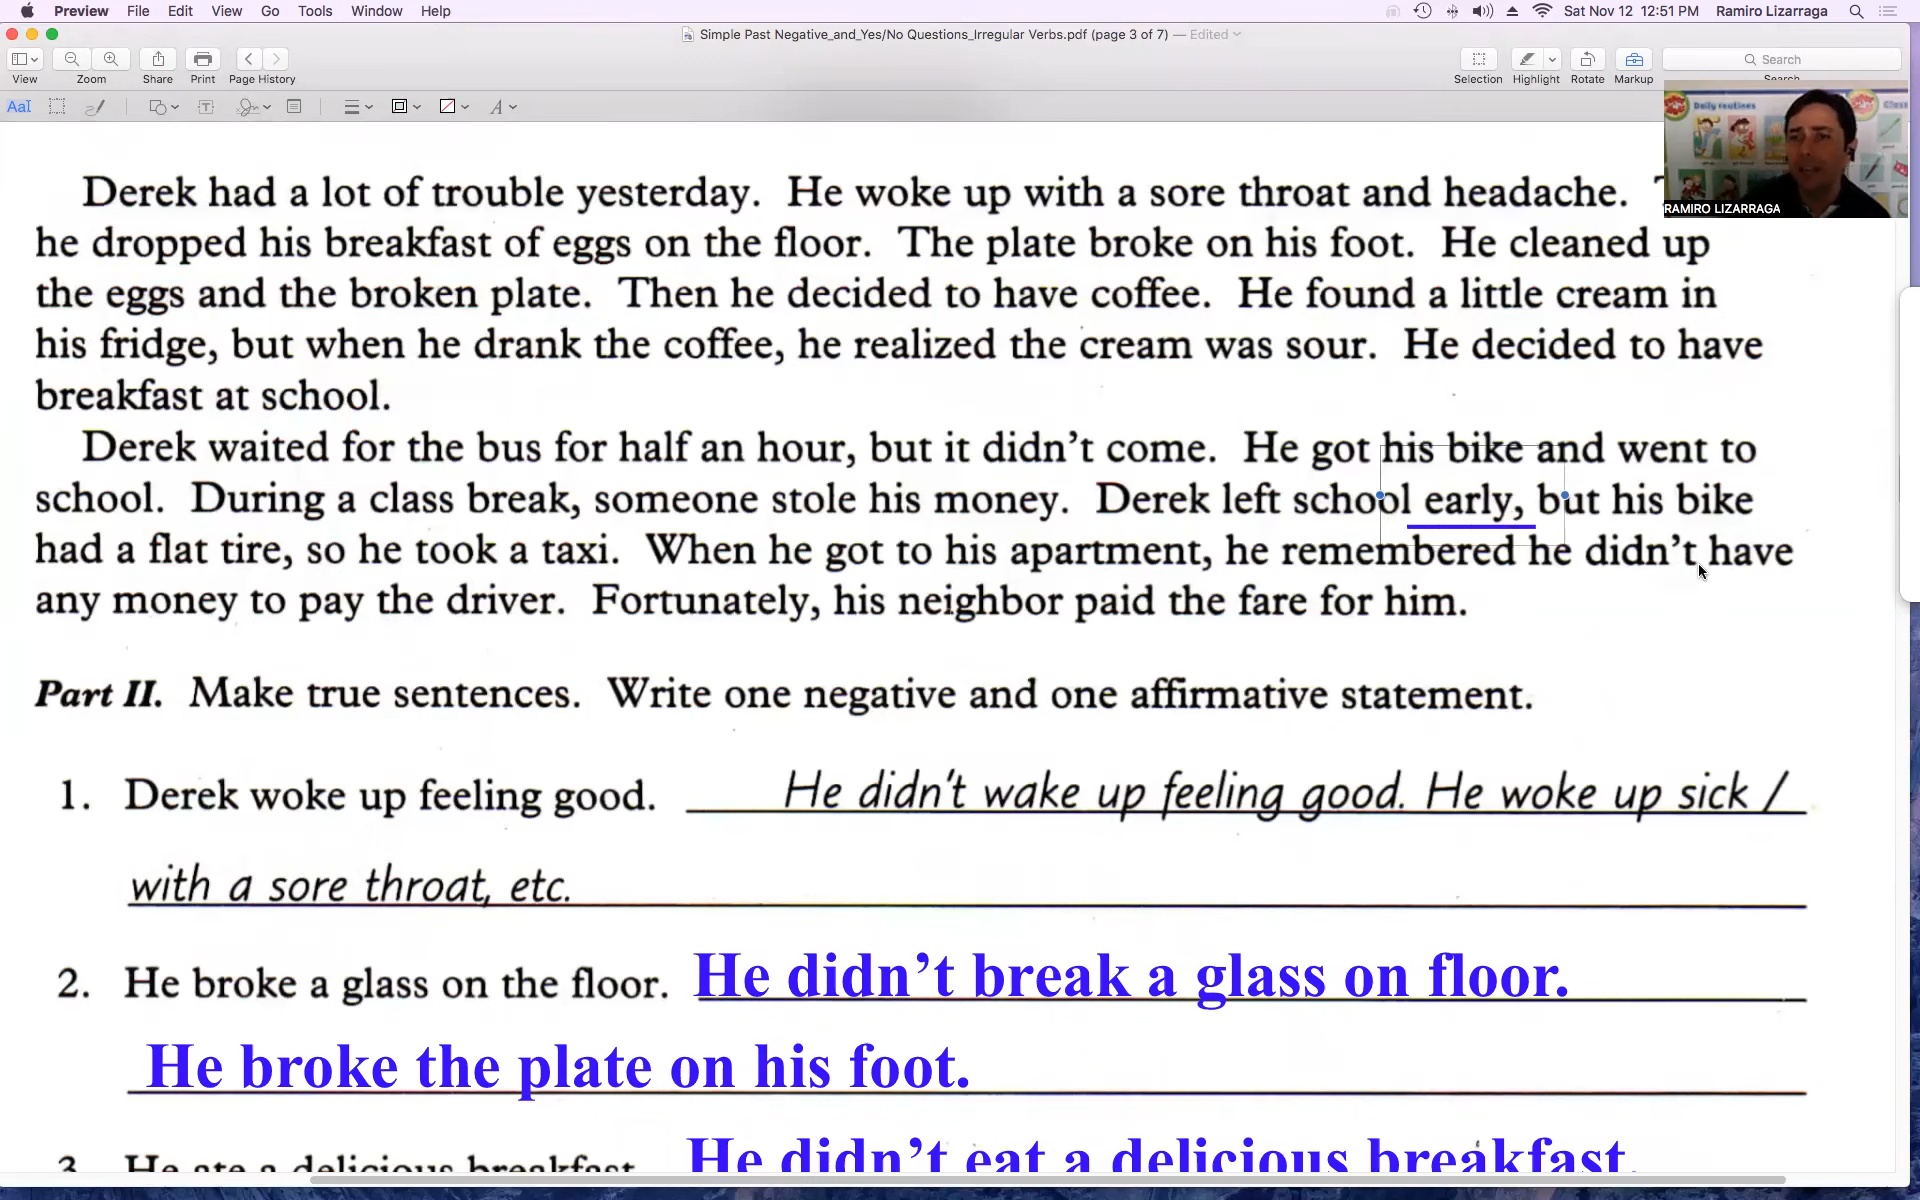 Preview File Edit View Go Tools Window Help Sat Nov 12 12:51 PM Ramiro Lizarraga
Simple Past Negative_and_Yes/No Questions_Irregular Verbs.pdf (page 3 of 7) — Edited
View Zoom Share Print Page History Selection Highlight Rotate Markup Search
Search
AaI T A
Daily routines
RAMIRO LIZARRAGA
Derek had a lot of trouble yesterday. He woke up with a sore throat and headache.
he dropped his breakfast of eggs on the floor. The plate broke on his foot. He cleaned up
the eggs and the broken plate. Then he decided to have coffee. He found a little cream in
his fridge, but when he drank the coffee, he realized the cream was sour. He decided to have
breakfast at school.
Derek waited for the bus for half an hour, but it didn't come. He got his bike and went to
school. During a class break, someone stole his money. Derek left school early, but his bike
had a flat tire, so he took a taxi. When he got to his apartment, he remembered he didn't have
any money to pay the driver. Fortunately, his neighbor paid the fare for him.
Part II. Make true sentences. Write one negative and one affirmative statement.
1. Derek woke up feeling good. He didn't wake up feeling good. He woke up sick /
with a sore throat, etc.
2. He broke a glass on the floor. He didn't break a glass on floor.
He broke the plate on his foot.
3 He ate a delicious breakfast. He didn't eat a delicious breakfast.